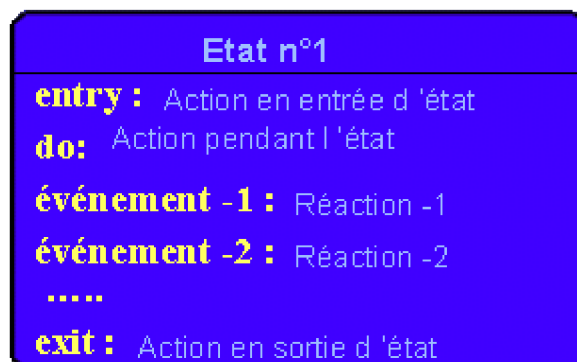 Etat n°1
entry : Action en entrée d 'état
do: Action pendant l 'état
événement -1 : Réaction -1
événement -2 : Réaction -2
.....
exit : Action en sortie d 'état